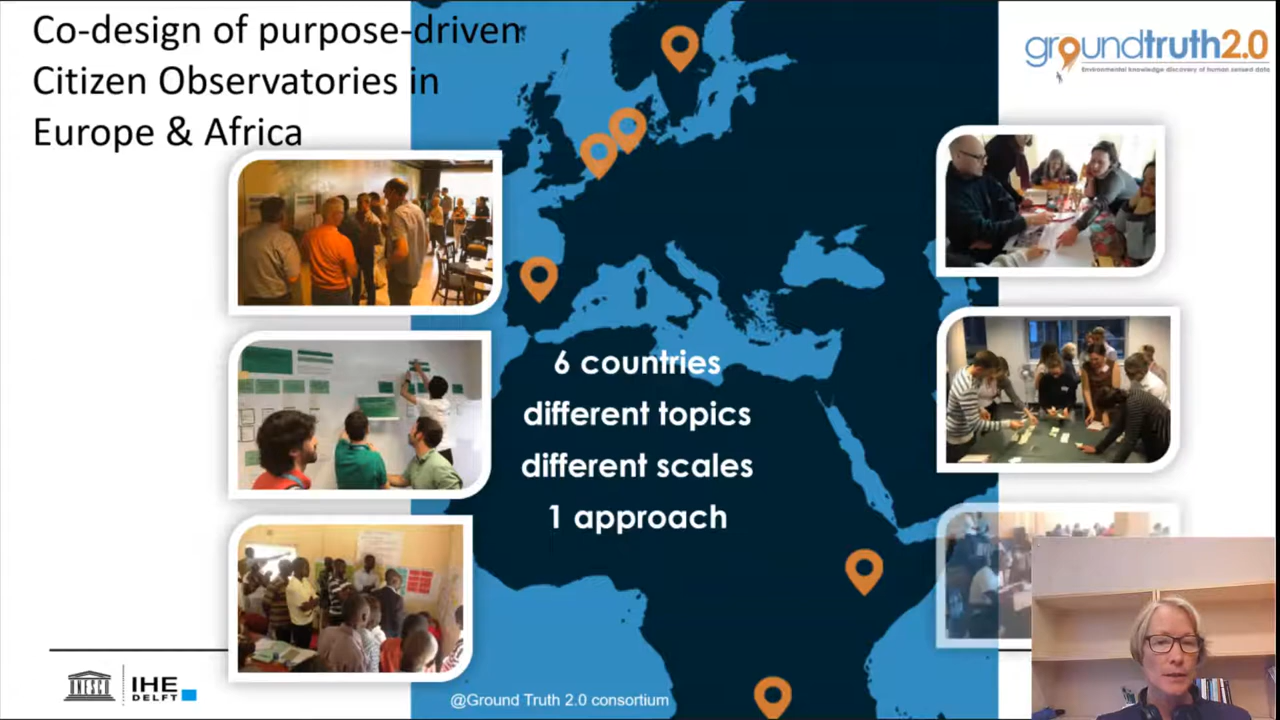 Co-design of purpose-driven
Citizen Observatories in
Europe & Africa
groundtruth2.0
Environmental knowledge discovery of human sensed data
6 countries
different topics
different scales
1 approach
UNESCO
IHE
DELFT
@Ground Truth 2.0 consortium